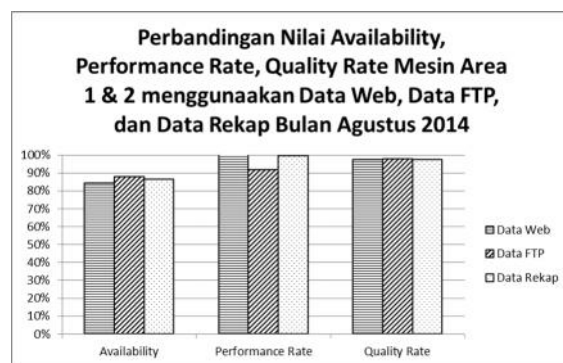 Perbandingan Nilai Availability,
Performance Rate, Quality Rate Mesin Area
1 & 2 menggunaakan Data Web, Data FTP,
dan Data Rekap Bulan Agustus 2014
100%
90%
80%
70%
60%
50%
40%
30%
20%
10%
0%
Availability
Performance Rate
Quality Rate
Data Web
Data FTP
Data Rekap